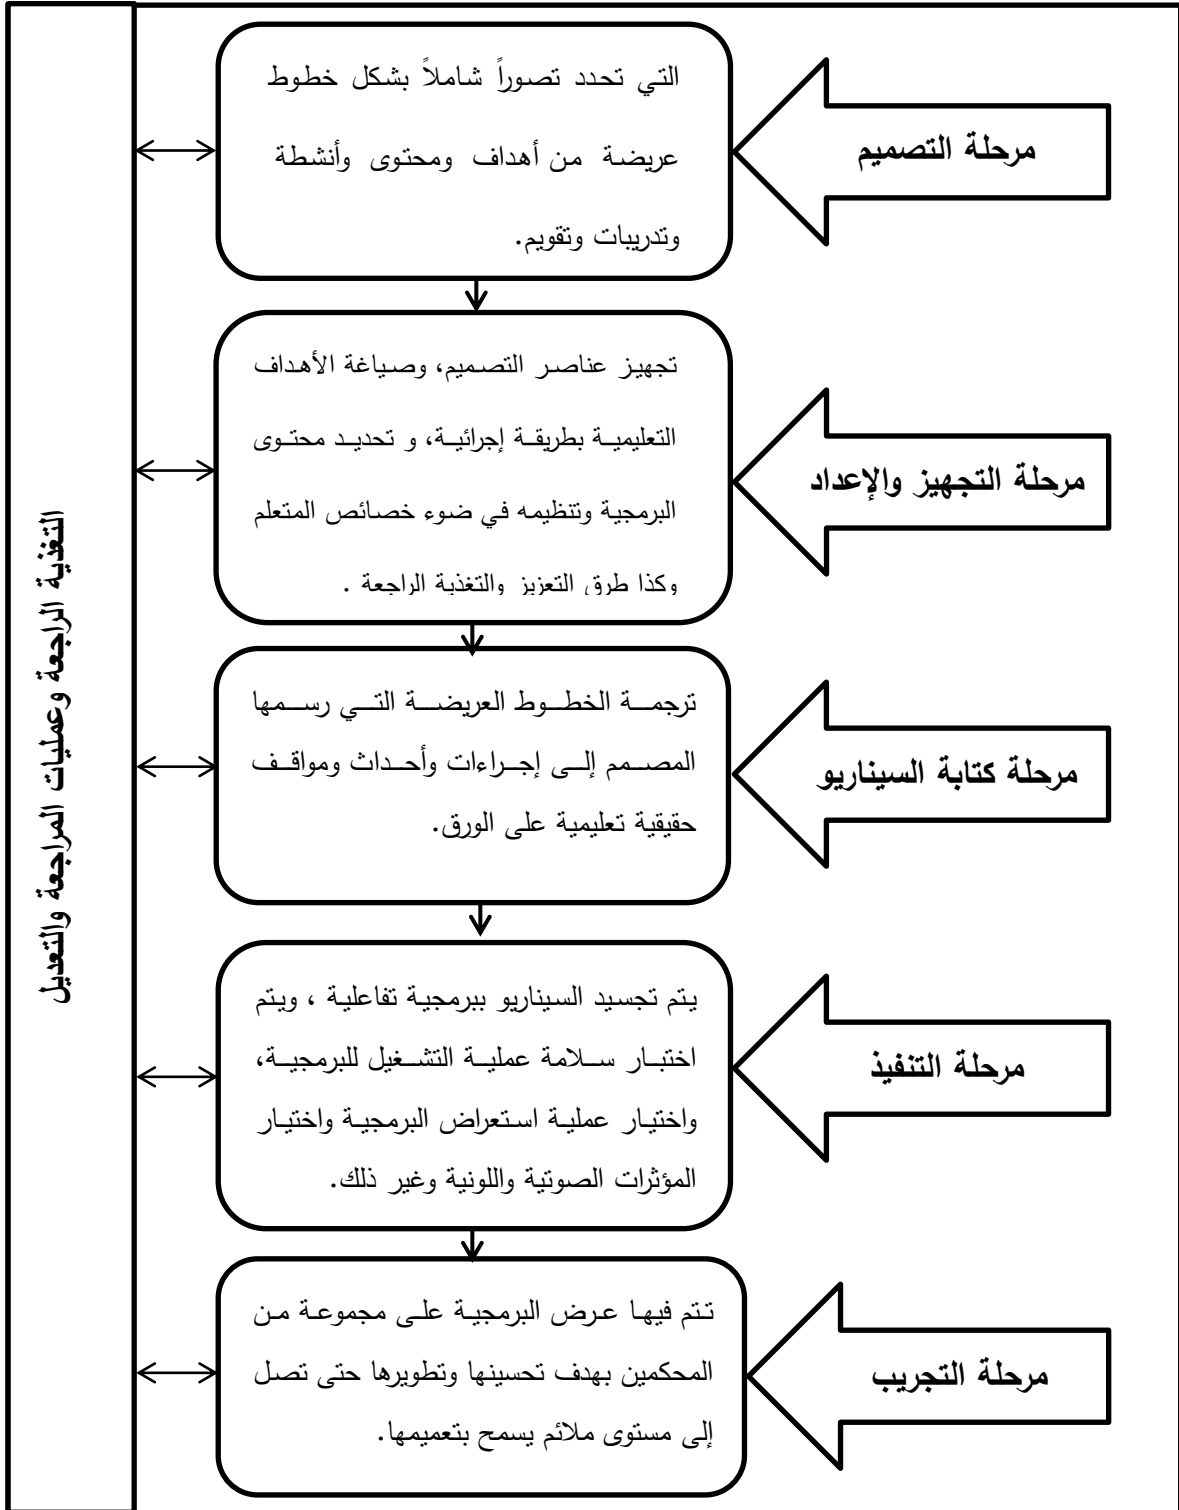 مرحلة التصميم
التي تحدد تصوراً شاملاً بشكل خطوط
عريضة من أهداف ومحتوى وأنشطة
وتدريبات وتقويم.
مرحلة التجهيز والإعداد
تجهيز عناصر التصميم، وصياغة الأهداف
التعليمية بطريقة إجرائية، و تحديد محتوى
البرمجية وتنظيمه في ضوء خصائص المتعلم
وكذا طرق التعزيز والتغذية الراجعة .
مرحلة كتابة السيناريو
ترجمة الخطوط العريضة التي رسمها
المصمم إلى إجراءات وأحداث ومواقف
حقيقية تعليمية على الورق.
مرحلة التنفيذ
يتم تجسيد السيناريو ببرمجية تفاعلية ، ويتم
اختبار سلامة عملية التشغيل للبرمجية،
واختيار عملية استعراض البرمجية واختيار
المؤثرات الصوتية واللونية وغير ذلك.
مرحلة التجريب
تتم فيها عرض البرمجية على مجموعة من
المحكمين بهدف تحسينها وتطويرها حتى تصل
إلى مستوى ملائم يسمح بتعميمها.
التغذية الراجعة وعمليات المراجعة والتعديل